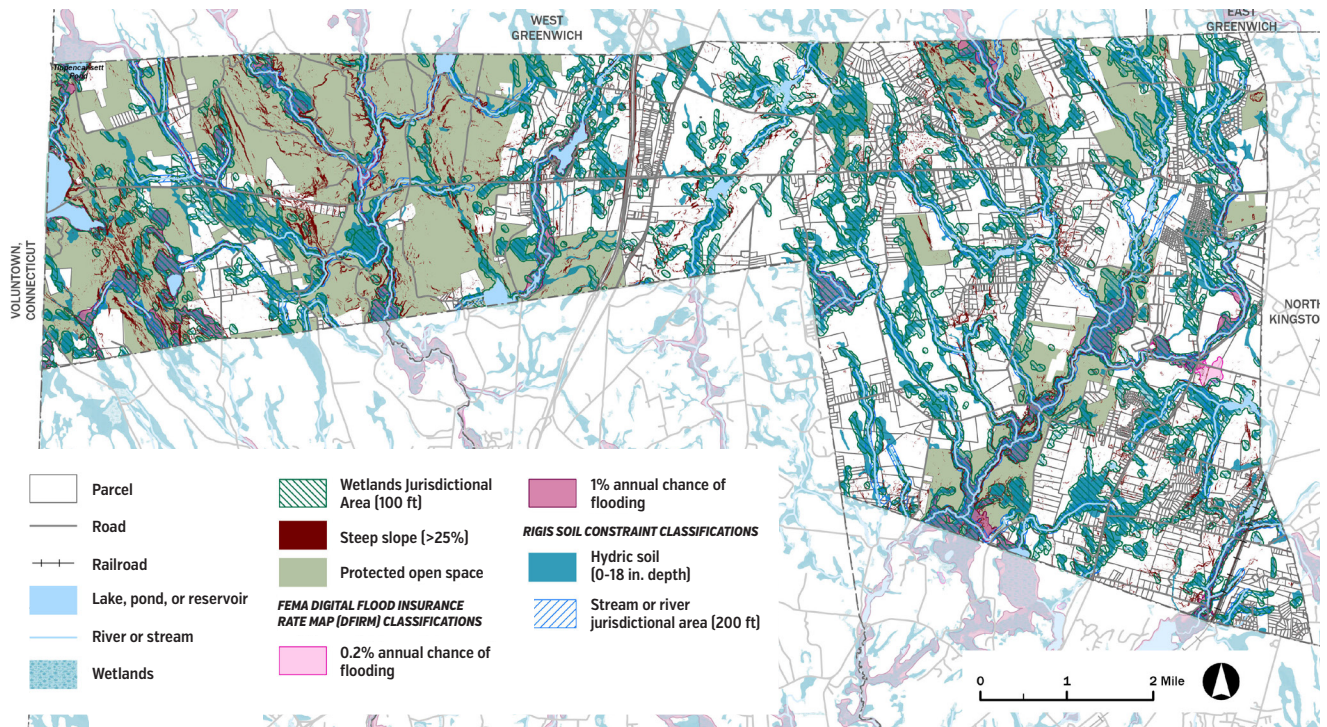 WEST
GREENWICH
EAST
GREENWICH
Tippencansett
Pond
VOLUNTOWN,
CONNECTICUT
NORTH
KINGSTO
Parcel
Road
Railroad
Lake, pond, or reservoir
River or stream
Wetlands
Wetlands Jurisdictional
Area (100 ft)
Steep slope (>25%)
Protected open space
FEMA DIGITAL FLOOD INSURANCE
RATE MAP (DFIRM) CLASSIFICATIONS
0.2% annual chance of
flooding
1% annual chance of
flooding
RIGIS SOIL CONSTRAINT CLASSIFICATIONS
Hydric soil
(0-18 in. depth)
Stream or river
jurisdictional area (200 ft)
0 1 2 Mile